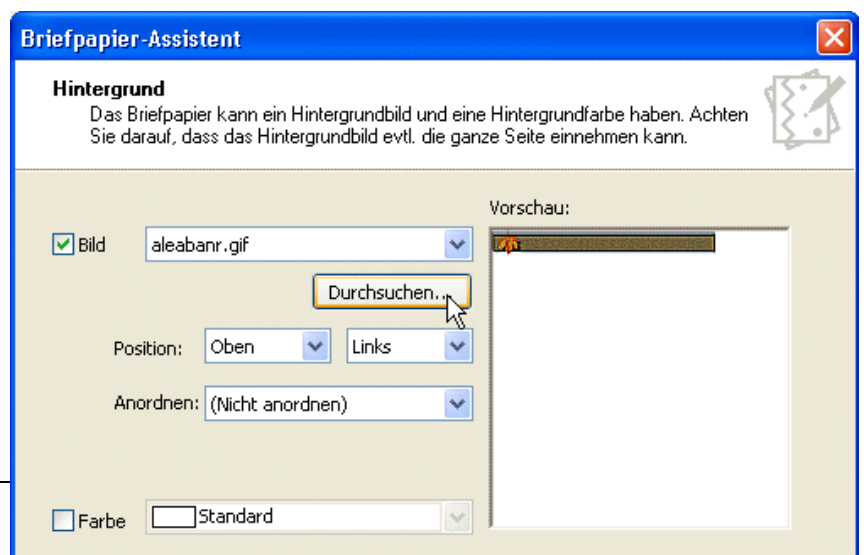 Briefpapier-Assistent
Hintergrund
Das Briefpapier kann ein Hintergrundbild und eine Hintergrundfarbe haben. Achten
Sie darauf, dass das Hintergrundbild evtl. die ganze Seite einnehmen kann.
Vorschau:
Bild aleabanr.gif
Durchsuchen...
Position: Oben Links
Anordnen: (Nicht anordnen)
Farbe Standard